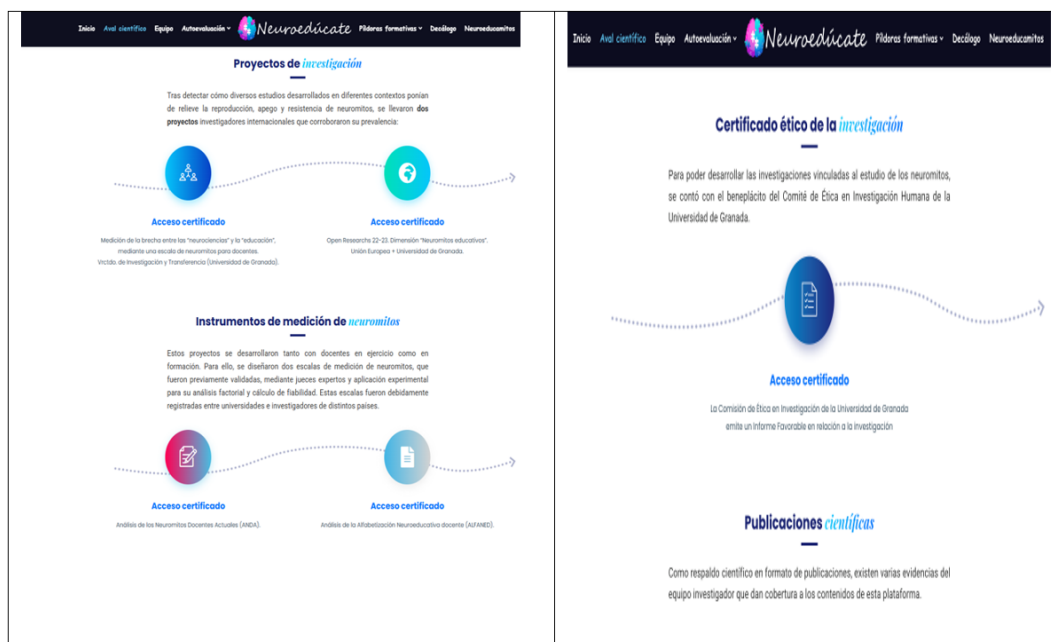 Inicio Aval científico Equipo Autoevaluación Neuroedúcate Píldoras formativas Decálogo Neuroeducamitos
Proyectos de investigación
Tras detectar cómo diversos estudios desarrollados en diferentes contextos ponían
de relieve la reproducción, apego y resistencia de neuromitos, se llevaron dos
proyectos investigadores internacionales que corroboraron su prevalencia:
Acceso certificado
Medición de la brecha entre las "neurociencias" y la "educación",
mediante una escala de neuromitos para docentes.
Vrctdo. de Investigación y Transferencia (Universidad de Granada).
Acceso certificado
Open Researchs 22-23. Dimensión "Neuromitos educativos".
Unión Europea + Universidad de Granada.
Instrumentos de medición de neuromitos
Estos proyectos se desarrollaron tanto con docentes en ejercicio como en
formación. Para ello, se diseñaron dos escalas de medición de neuromitos, que
fueron previamente validadas, mediante jueces expertos y aplicación experimental
para su análisis factorial y cálculo de fiabilidad. Estas escalas fueron debidamente
registradas entre universidades e investigadores de distintos países.
Acceso certificado
Análisis de los Neuromitos Docentes Actuales (ANDA).
Acceso certificado
Análisis de la Alfabetización Neuroeducativa docente (ALFANED).
Inicio Aval científico Equipo Autoevaluación Neuroedúcate Píldoras formativas Decálogo Neuroeducamitos
Certificado ético de la investigación
Para poder desarrollar las investigaciones vinculadas al estudio de los neuromitos,
se contó con el beneplácito del Comité de Ética en Investigación Humana de la
Universidad de Granada.
Acceso certificado
La Comisión de Ética en Investigación de la Universidad de Granada
emite un Informe Favorable en relación a la investigación
Publicaciones científicas
Como respaldo científico en formato de publicaciones, existen varias evidencias del
equipo investigador que dan cobertura a los contenidos de esta plataforma.